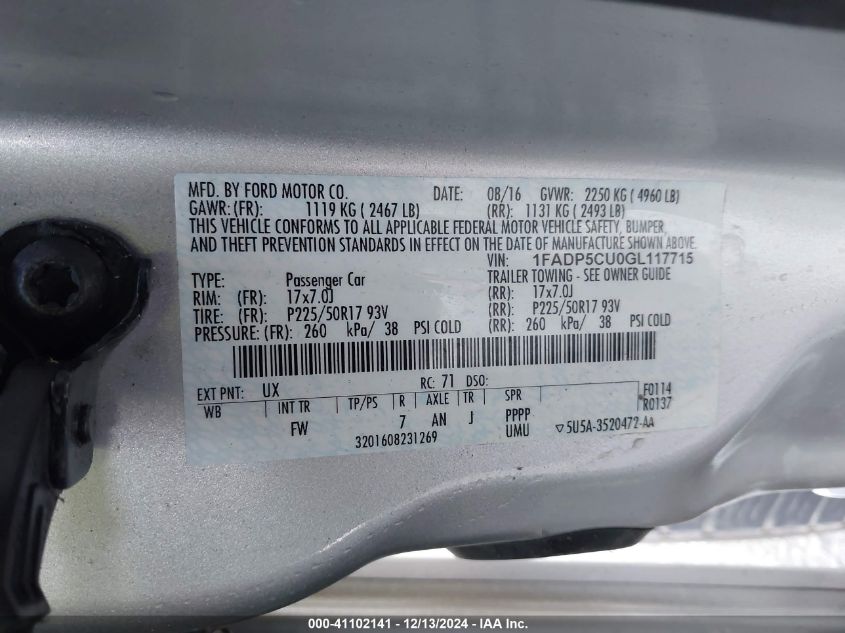 MFD. BY FORD MOTOR CO. DATE: 08/16 GVWR: 2250 KG ( 4960 LB)
GAWR:(FR): 1119 KG ( 2467 LB) (RR): 1131 KG ( 2493 LB)
THIS VEHICLE CONFORMS TO ALL APPLICABLE FEDERAL MOTOR VEHICLE SAFETY, BUMPER,
AND THEFT PREVENTION STANDARDS IN EFFECT ON THE DATE OF MANUFACTURE SHOWN ABOVE.
VIN: 1FADP5CU0GL117715
TYPE: Passenger Car TRAILER TOWING - SEE OWNER GUIDE
RIM: (FR): 17x7.0J (RR): 17x7.0J
TIRE: (FR): P225/50R17 93V (RR): P225/50R17 93V
PRESSURE: (FR): 260 kPa/ 38 PSI COLD (RR): 260 kPa/ 38 PSI COLD
EXT PNT: UX RC: 71 DSO:
WB INT TR TP/PS R AXLE TR SPR F0114
R0137
FW 7 AN J PPPP
UMU
3201608231269 ▽5U5A-3520472-AA
000-41102141 - 12/13/2024 - IAA Inc.